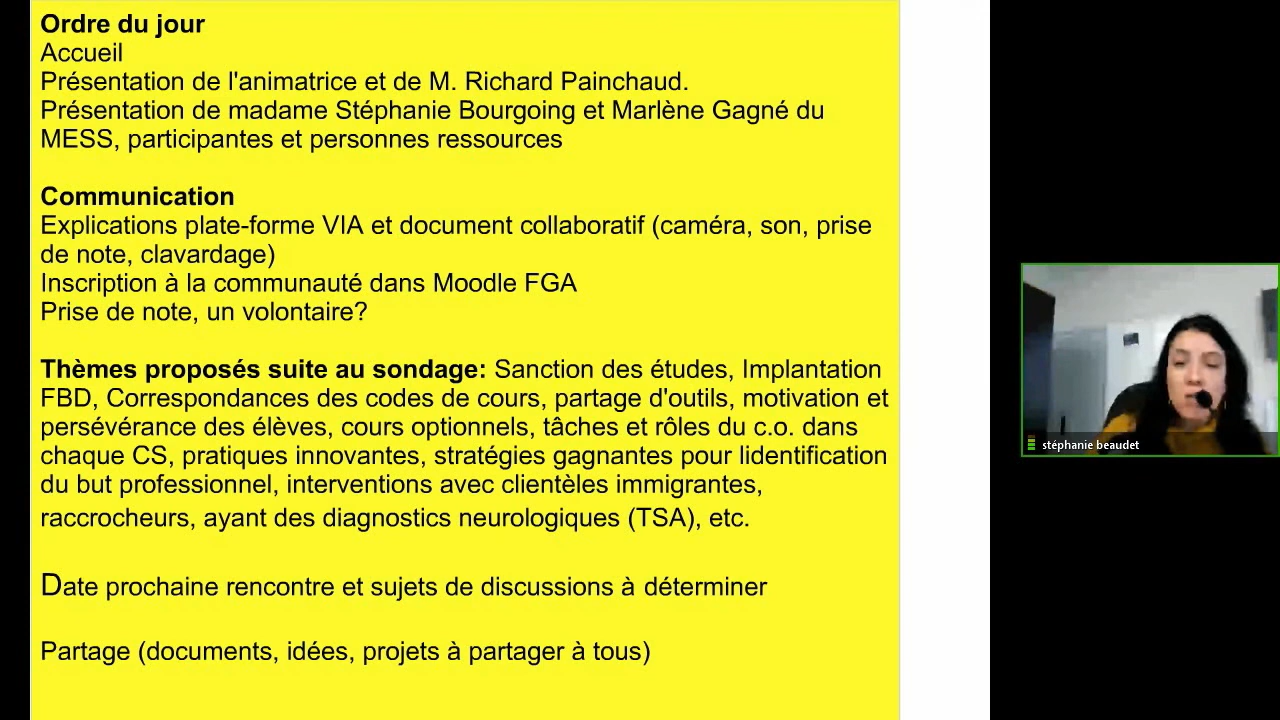 Ordre du jour
Accueil
Présentation de l'animatrice et de M. Richard Painchaud.
Présentation de madame Stéphanie Bourgoing et Marlène Gagné du
MESS, participantes et personnes ressources
Communication
Explications plate-forme VIA et document collaboratif (caméra, son, prise
de note, clavardage)
Inscription à la communauté dans Moodle FGA
Prise de note, un volontaire?
Thèmes proposés suite au sondage: Sanction des études, Implantation
FBD, Correspondances des codes de cours, partage d'outils, motivation et
persévérance des élèves, cours optionnels, tâches et rôles du c.o. dans
chaque CS, pratiques innovantes, stratégies gagnantes pour lidentification
du but professionnel, interventions avec clientèles immigrantes,
raccrocheurs, ayant des diagnostics neurologiques (TSA), etc.
Date prochaine rencontre et sujets de discussions à déterminer
Partage (documents, idées, projets à partager à tous)
stéphanie beaudet